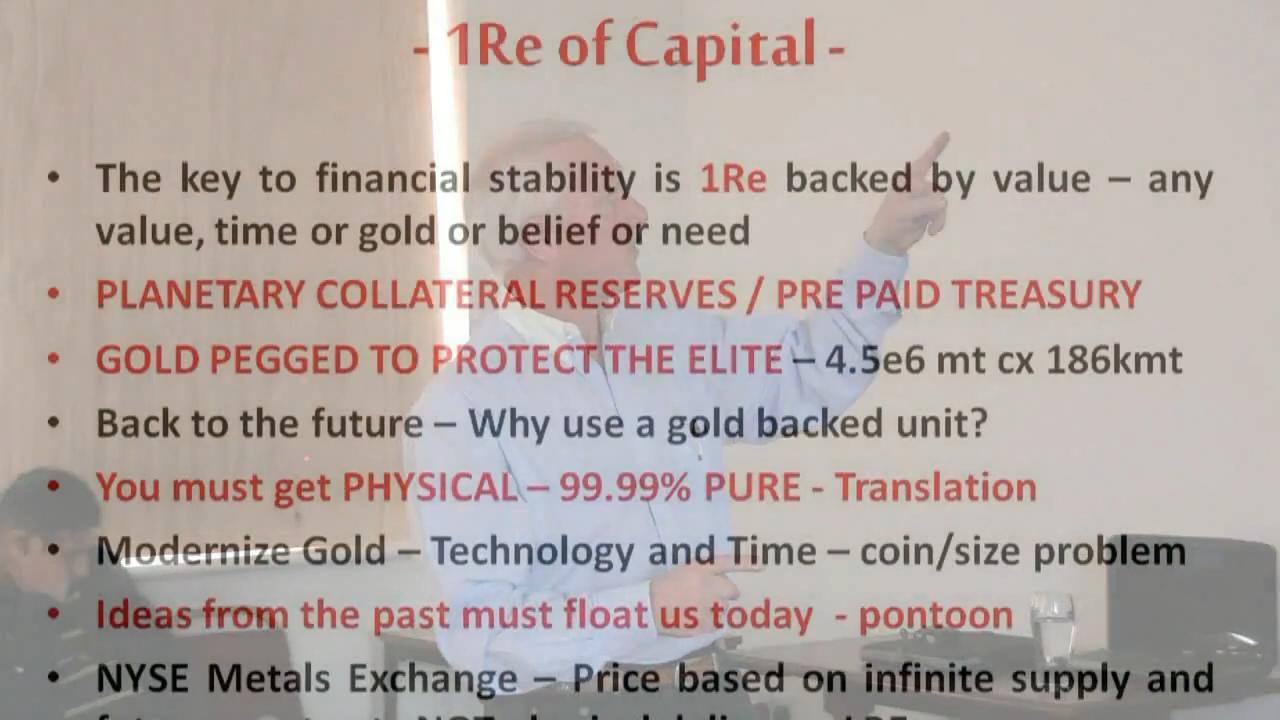 - 1Re of Capital -
• The key to financial stability is 1Re backed by value – any
value, time or gold or belief or need
• PLANETARY COLLATERAL RESERVES / PRE PAID TREASURY
• GOLD PEGGED TO PROTECT THE ELITE – 4.5e6 mt cx 186kmt
• Back to the future – Why use a gold backed unit?
• You must get PHYSICAL – 99.99% PURE - Translation
• Modernize Gold – Technology and Time – coin/size problem
• Ideas from the past must float us today - pontoon
• NYSE Metals Exchange – Price based on infinite supply and